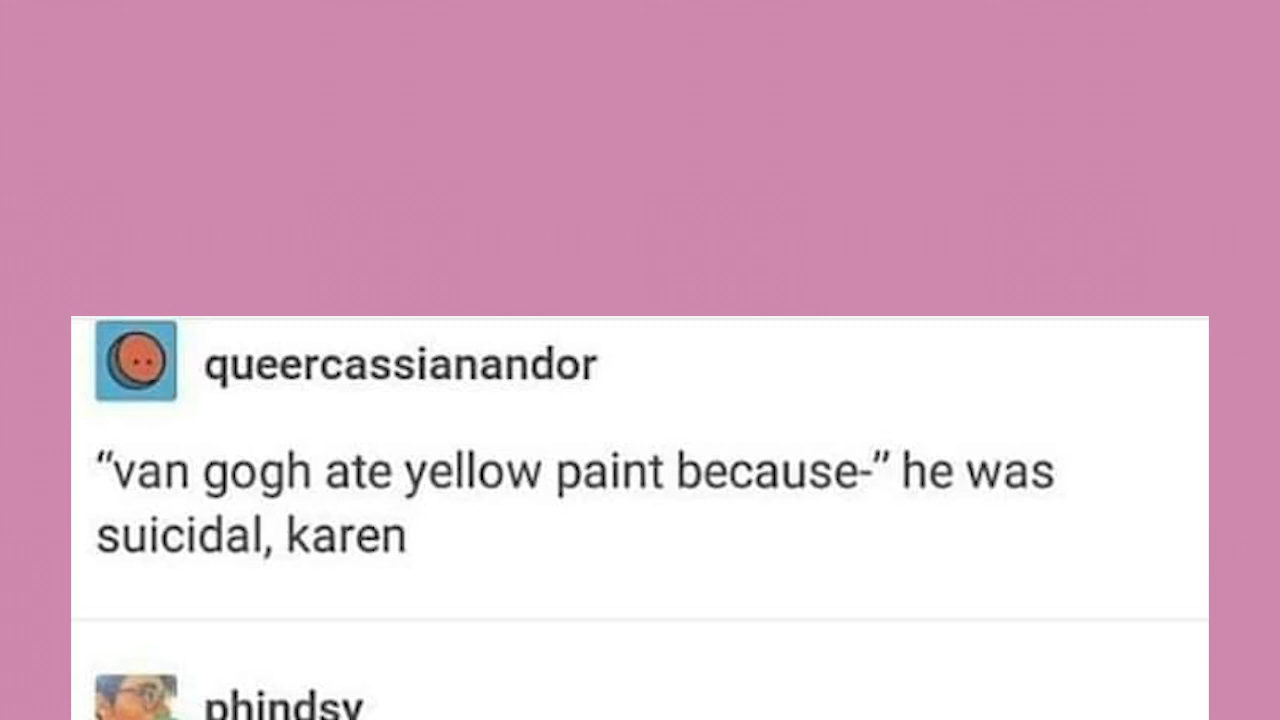 queercassianandor
“van gogh ate yellow paint because-” he was
suicidal, karen
phindsy